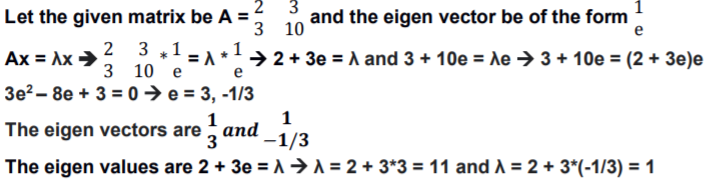 Let the given matrix be A = 2 3 and the eigen vector be of the form 1
3 10 e
Ax = λx ➔ 2 3 * 1 = λ * 1 → 2 + 3e = λ and 3 + 10e = λe → 3 + 10e = (2 + 3e)e
3 10 e e
3e² – 8e + 3 = 0 → e = 3, -1/3
The eigen vectors are 1 and 1
3 −1/3
The eigen values are 2 + 3e = λ → λ = 2 + 3*3 = 11 and λ = 2 + 3*(-1/3) = 1